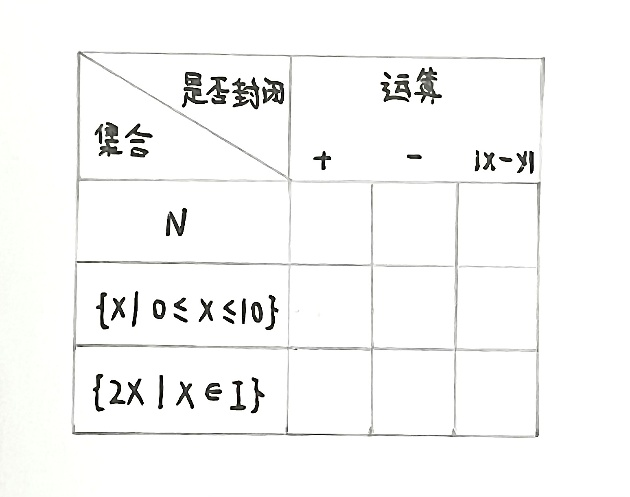 是否封闭
运算
集合
+ - |x-y|
N
{x| 0≤x≤10}
{2x|x∈I}